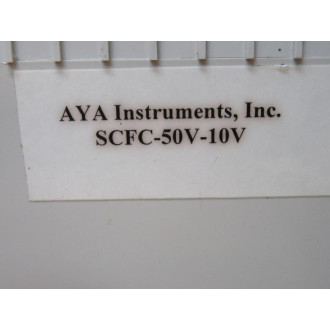 AYA Instruments, Inc.
SCFC-50V-10V